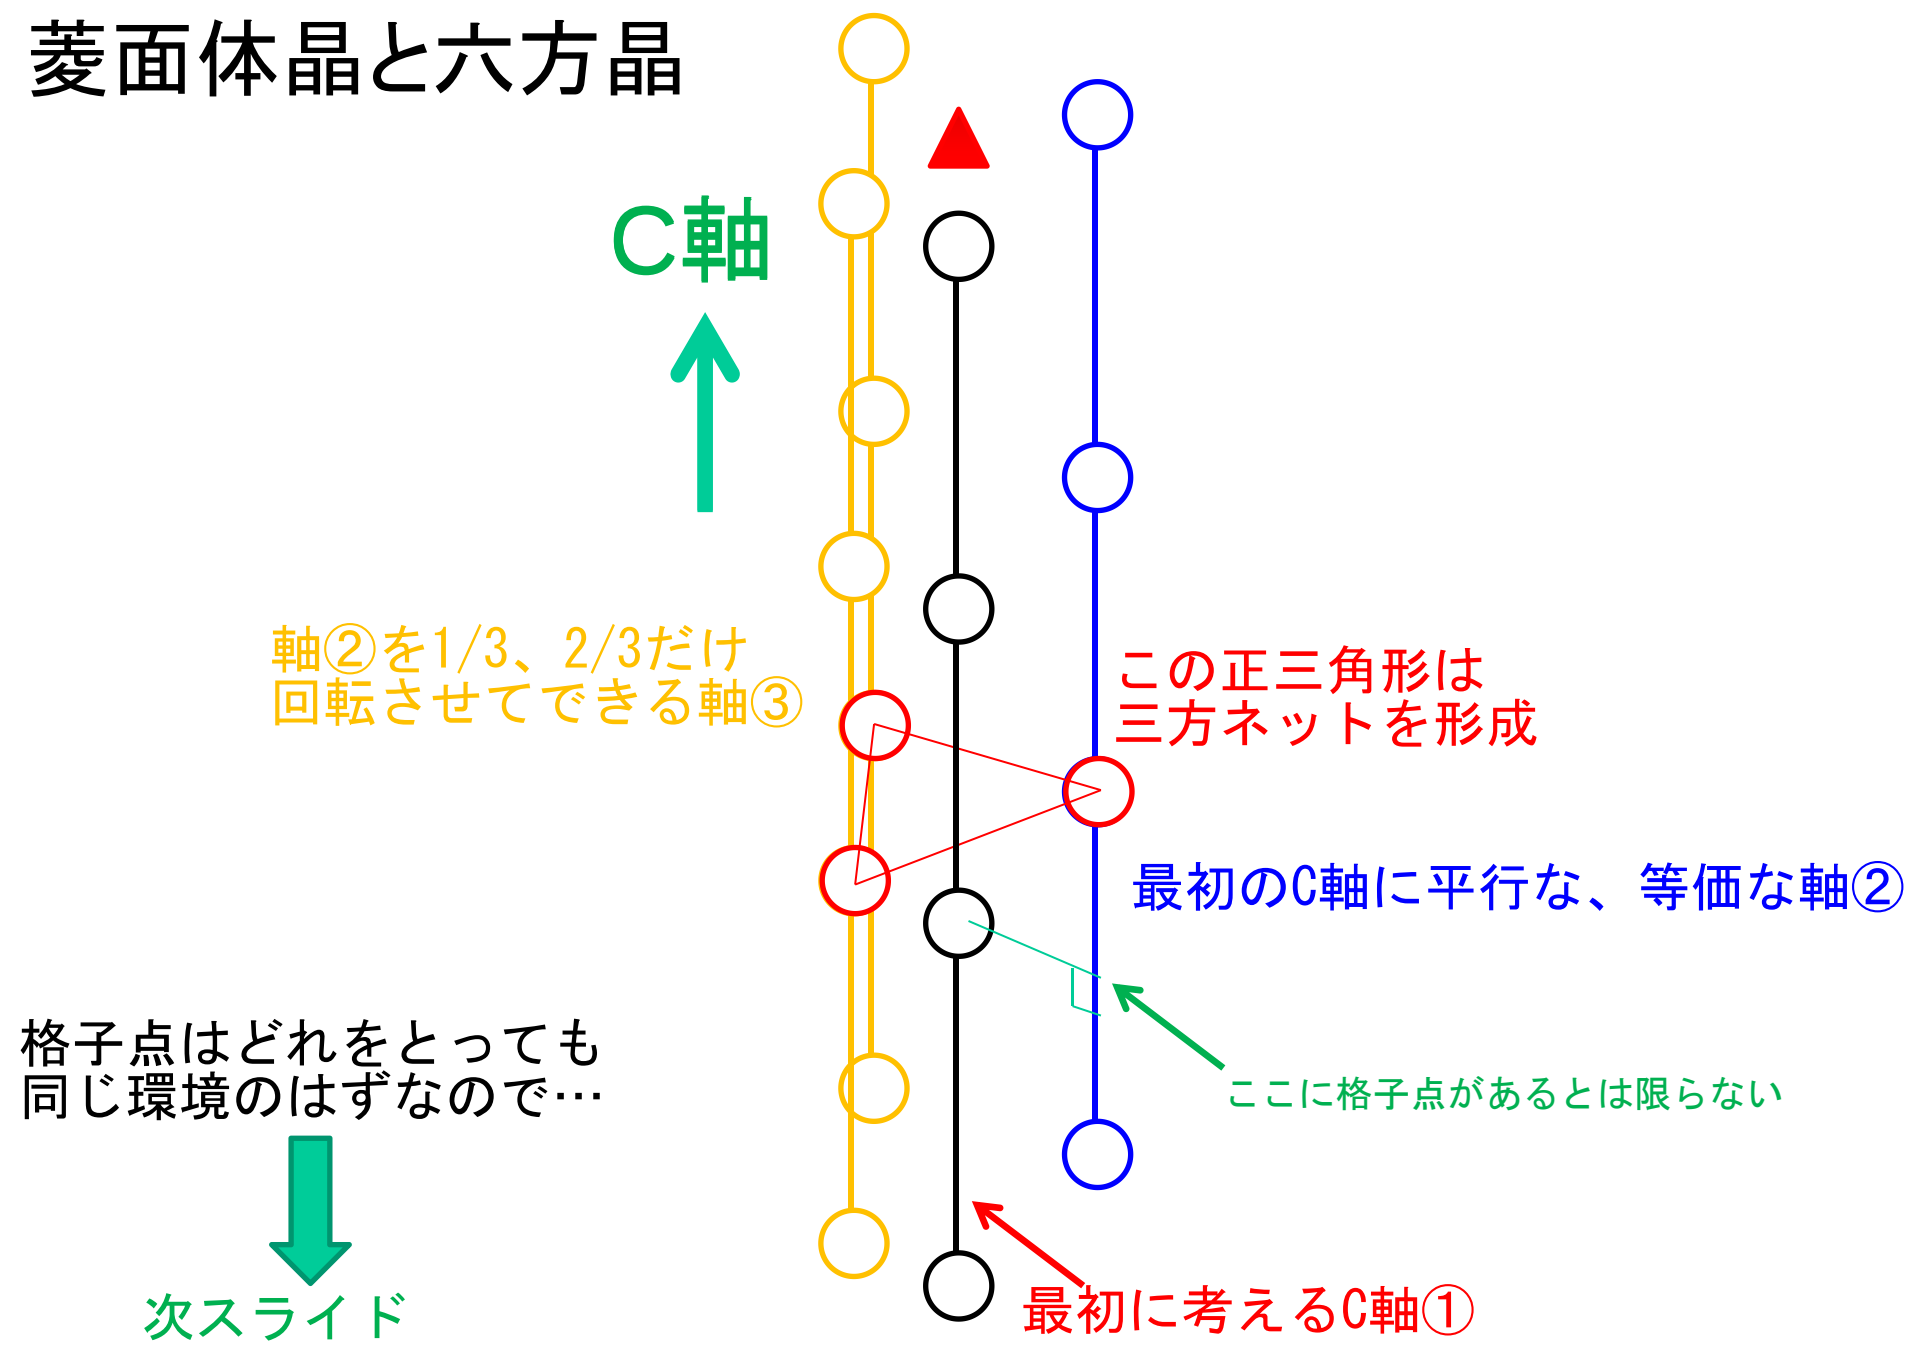 菱面体晶と六方晶
C軸
軸②を1/3、2/3だけ
回転させてできる軸③
この正三角形は
三方ネットを形成
最初のC軸に平行な、等価な軸②
格子点はどれをとっても
同じ環境のはずなので…
ここに格子点があるとは限らない
次スライド
最初に考えるC軸①